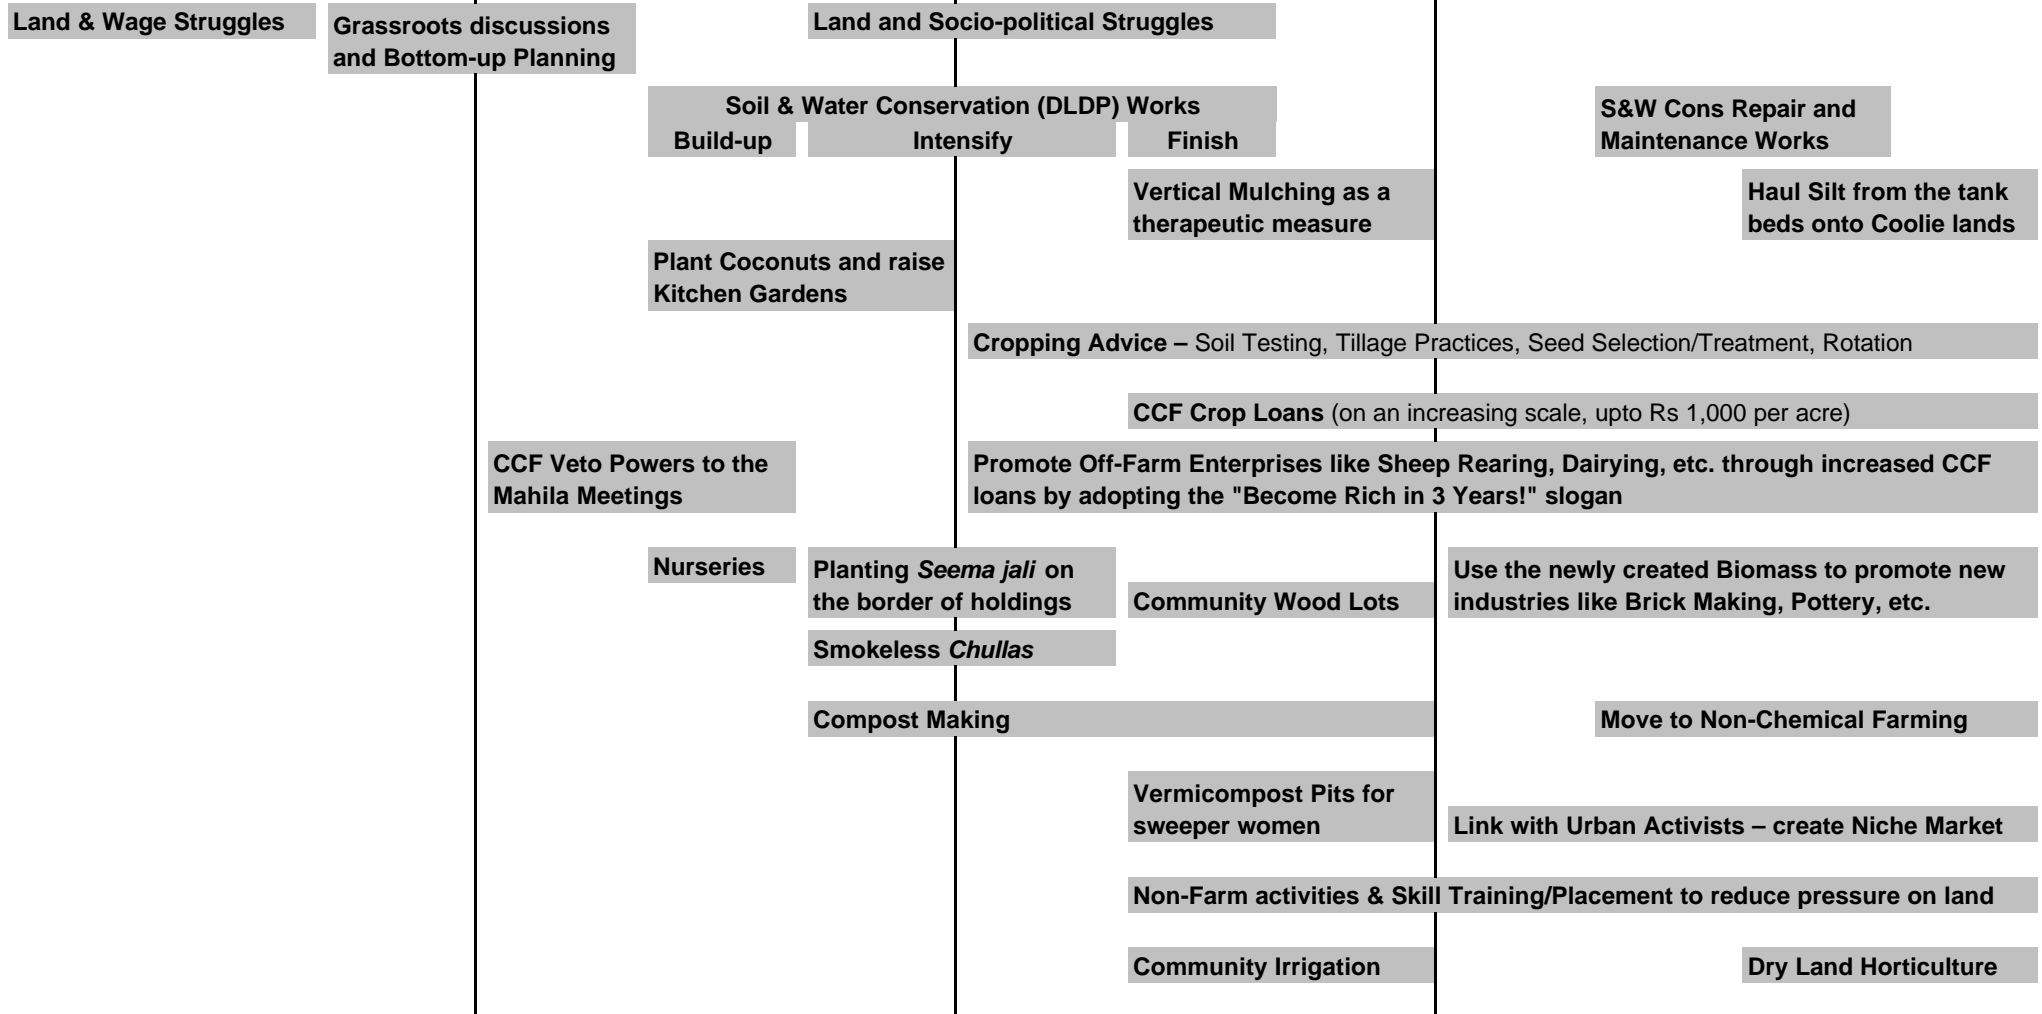 Land & Wage Struggles
Grassroots discussions
and Bottom-up Planning
Land and Socio-political Struggles
Soil & Water Conservation (DLDP) Works
Build-up
Intensify
Finish
S&W Cons Repair and
Maintenance Works
Vertical Mulching as a
therapeutic measure
Haul Silt from the tank
beds onto Coolie lands
Plant Coconuts and raise
Kitchen Gardens
Cropping Advice – Soil Testing, Tillage Practices, Seed Selection/Treatment, Rotation
CCF Crop Loans (on an increasing scale, upto Rs 1,000 per acre)
CCF Veto Powers to the
Mahila Meetings
Promote Off-Farm Enterprises like Sheep Rearing, Dairying, etc. through increased CCF
loans by adopting the "Become Rich in 3 Years!" slogan
Nurseries
Planting Seema jali on
the border of holdings
Community Wood Lots
Use the newly created Biomass to promote new
industries like Brick Making, Pottery, etc.
Smokeless Chullas
Compost Making
Move to Non-Chemical Farming
Vermicompost Pits for
sweeper women
Link with Urban Activists – create Niche Market
Non-Farm activities & Skill Training/Placement to reduce pressure on land
Community Irrigation
Dry Land Horticulture